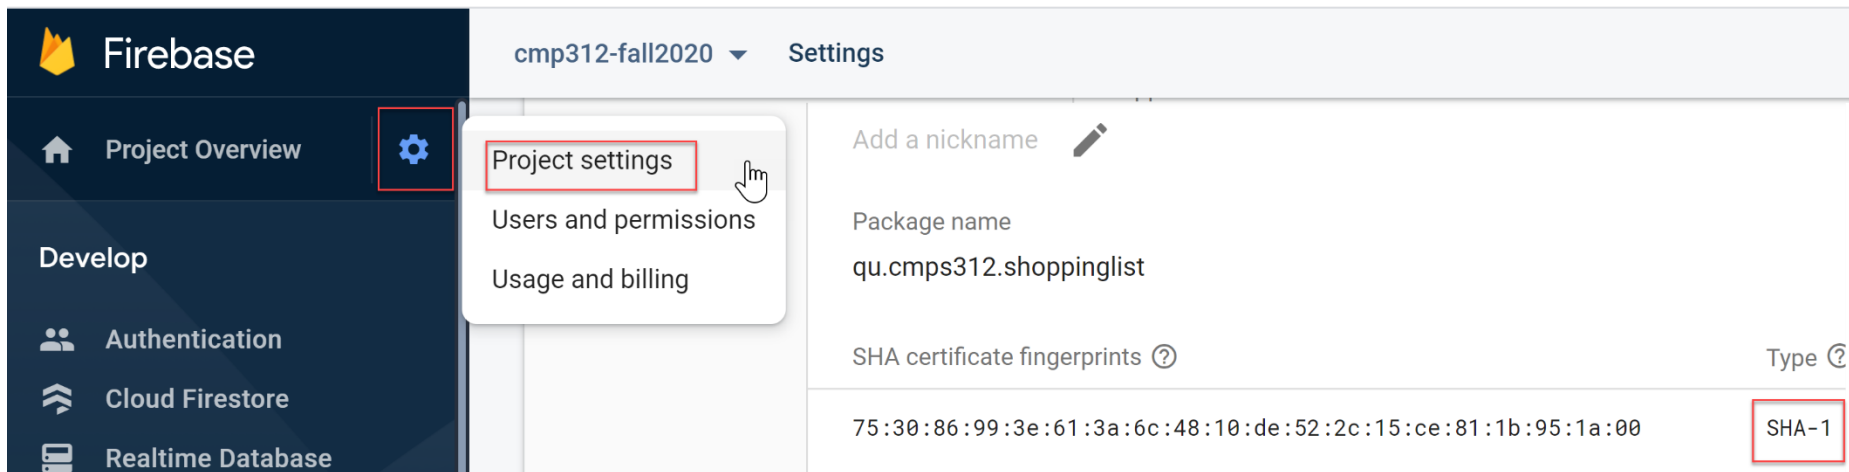 Firebase
cmp312-fall2020 Settings
Project Overview
Project settings
Users and permissions
Usage and billing
Develop
Authentication
Cloud Firestore
Realtime Database
Add a nickname
Package name
qu.cmps312.shoppinglist
SHA certificate fingerprints ? Type ?
75:30:86:99:3e:61:3a:6c:48:10:de:52:2c:15:ce:81:1b:95:1a:00 SHA-1